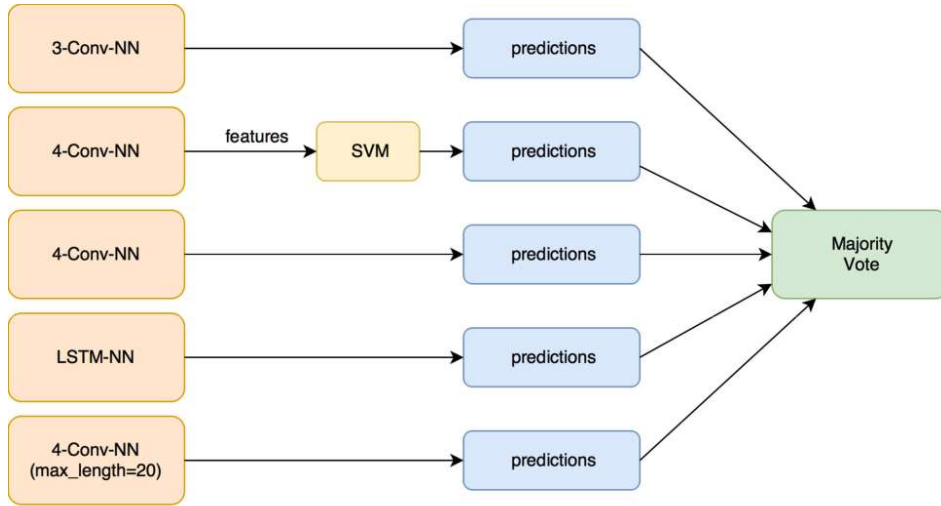 3-Conv-NN
predictions
4-Conv-NN
features
SVM
predictions
4-Conv-NN
predictions
Majority
Vote
LSTM-NN
predictions
4-Conv-NN
(max_length=20)
predictions